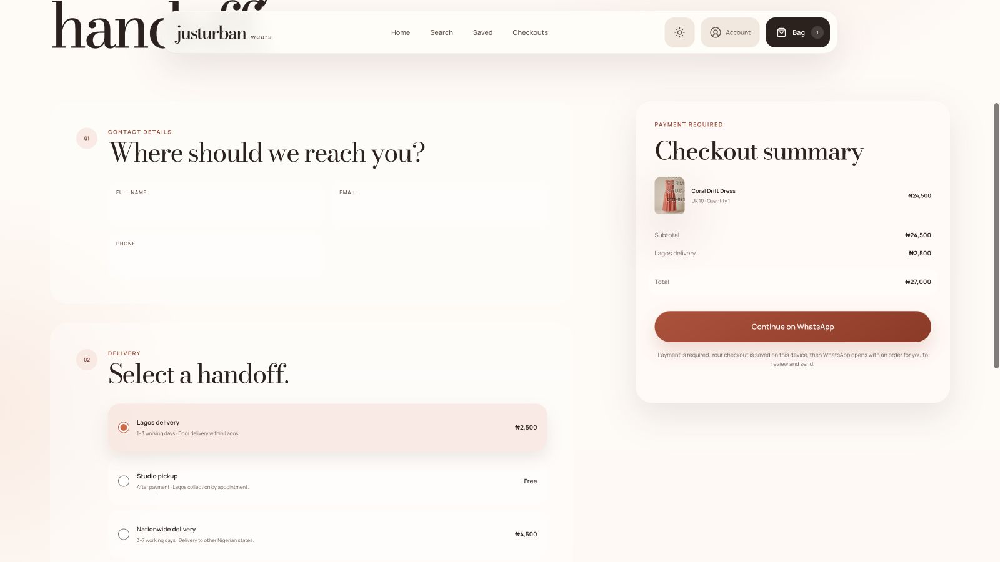 handoff
justurban wears
Home
Search
Saved
Checkouts
Account
Bag
1
01
CONTACT DETAILS
Where should we reach you?
FULL NAME
EMAIL
PHONE
02
DELIVERY
Select a handoff.
Lagos delivery
1–3 working days · Door delivery within Lagos.
₦2,500
Studio pickup
After payment · Lagos collection by appointment.
Free
Nationwide delivery
3–7 working days · Delivery to other Nigerian states.
₦4,500
PAYMENT REQUIRED
Checkout summary
Coral Drift Dress
UK 10 · Quantity 1
₦24,500
Subtotal
₦24,500
Lagos delivery
₦2,500
Total
₦27,000
Continue on WhatsApp
Payment is required. Your checkout is saved on this device, then WhatsApp opens with an order for you to
review and send.